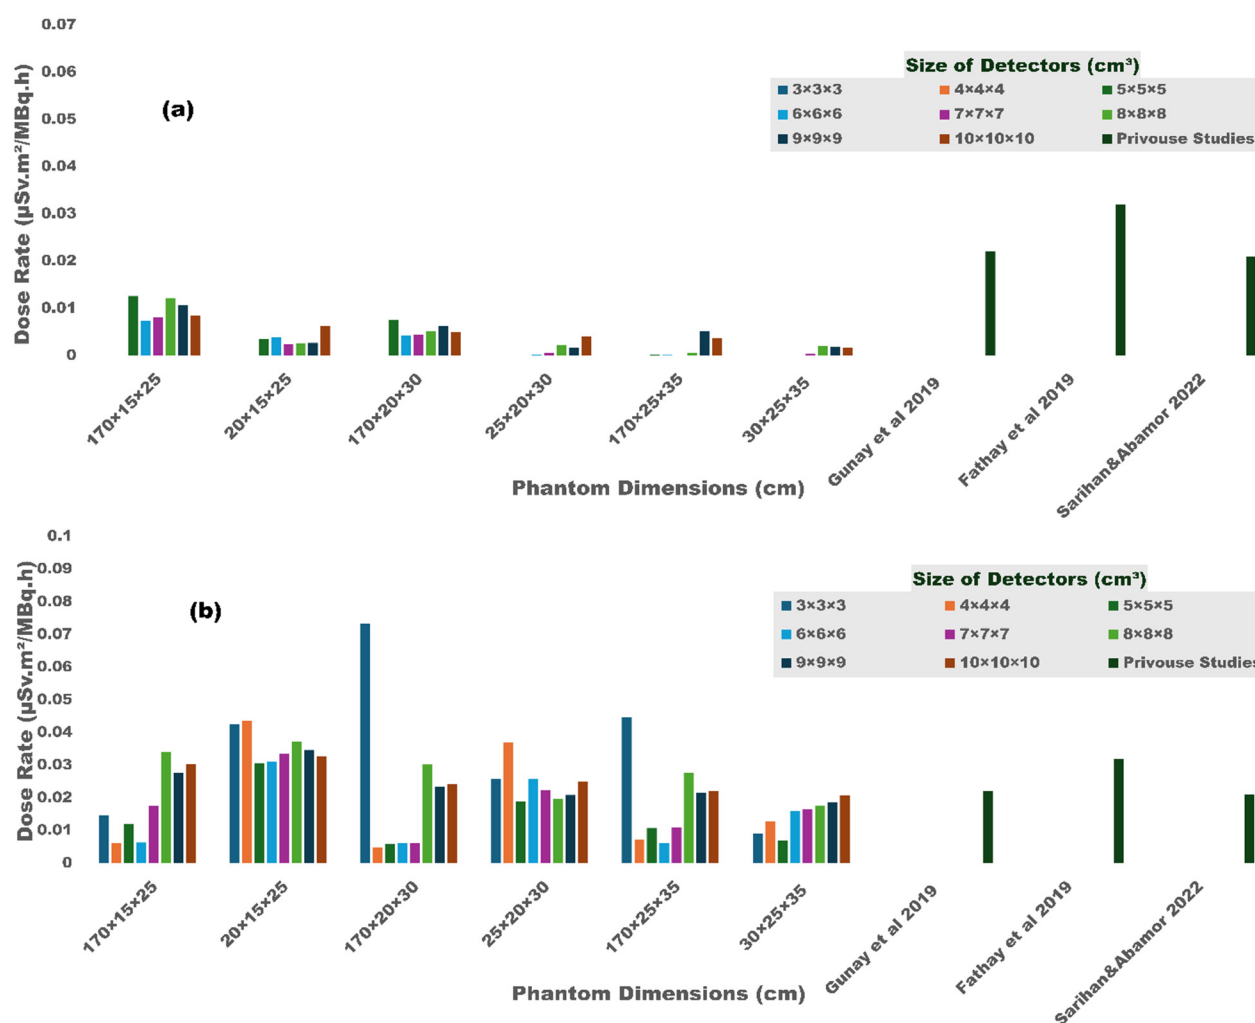 0.07
0.06
0.05
0.04
0.03
0.02
0.01
0
Dose Rate (µSv.m²/MBq.h)
(a)
Size of Detectors (cm³)
3×3×3 4×4×4 5×5×5
6×6×6 7×7×7 8×8×8
9×9×9 10×10×10 Privouse Studies
170×15×25
20×15×25
170×20×30
25×20×30
170×25×35
30×25×35
Gunay et al 2019
Fathay et al 2019
Sarihan&Abamor 2022
Phantom Dimensions (cm)
0.1
0.09
0.08
0.07
0.06
0.05
0.04
0.03
0.02
0.01
0
Dose Rate (µSv.m²/MBq.h)
(b)
Size of Detectors (cm³)
3×3×3 4×4×4 5×5×5
6×6×6 7×7×7 8×8×8
9×9×9 10×10×10 Privouse Studies
170×15×25
20×15×25
170×20×30
25×20×30
170×25×35
30×25×35
Gunay et al 2019
Fathay et al 2019
Sarihan&Abamor 2022
Phantom Dimensions (cm)